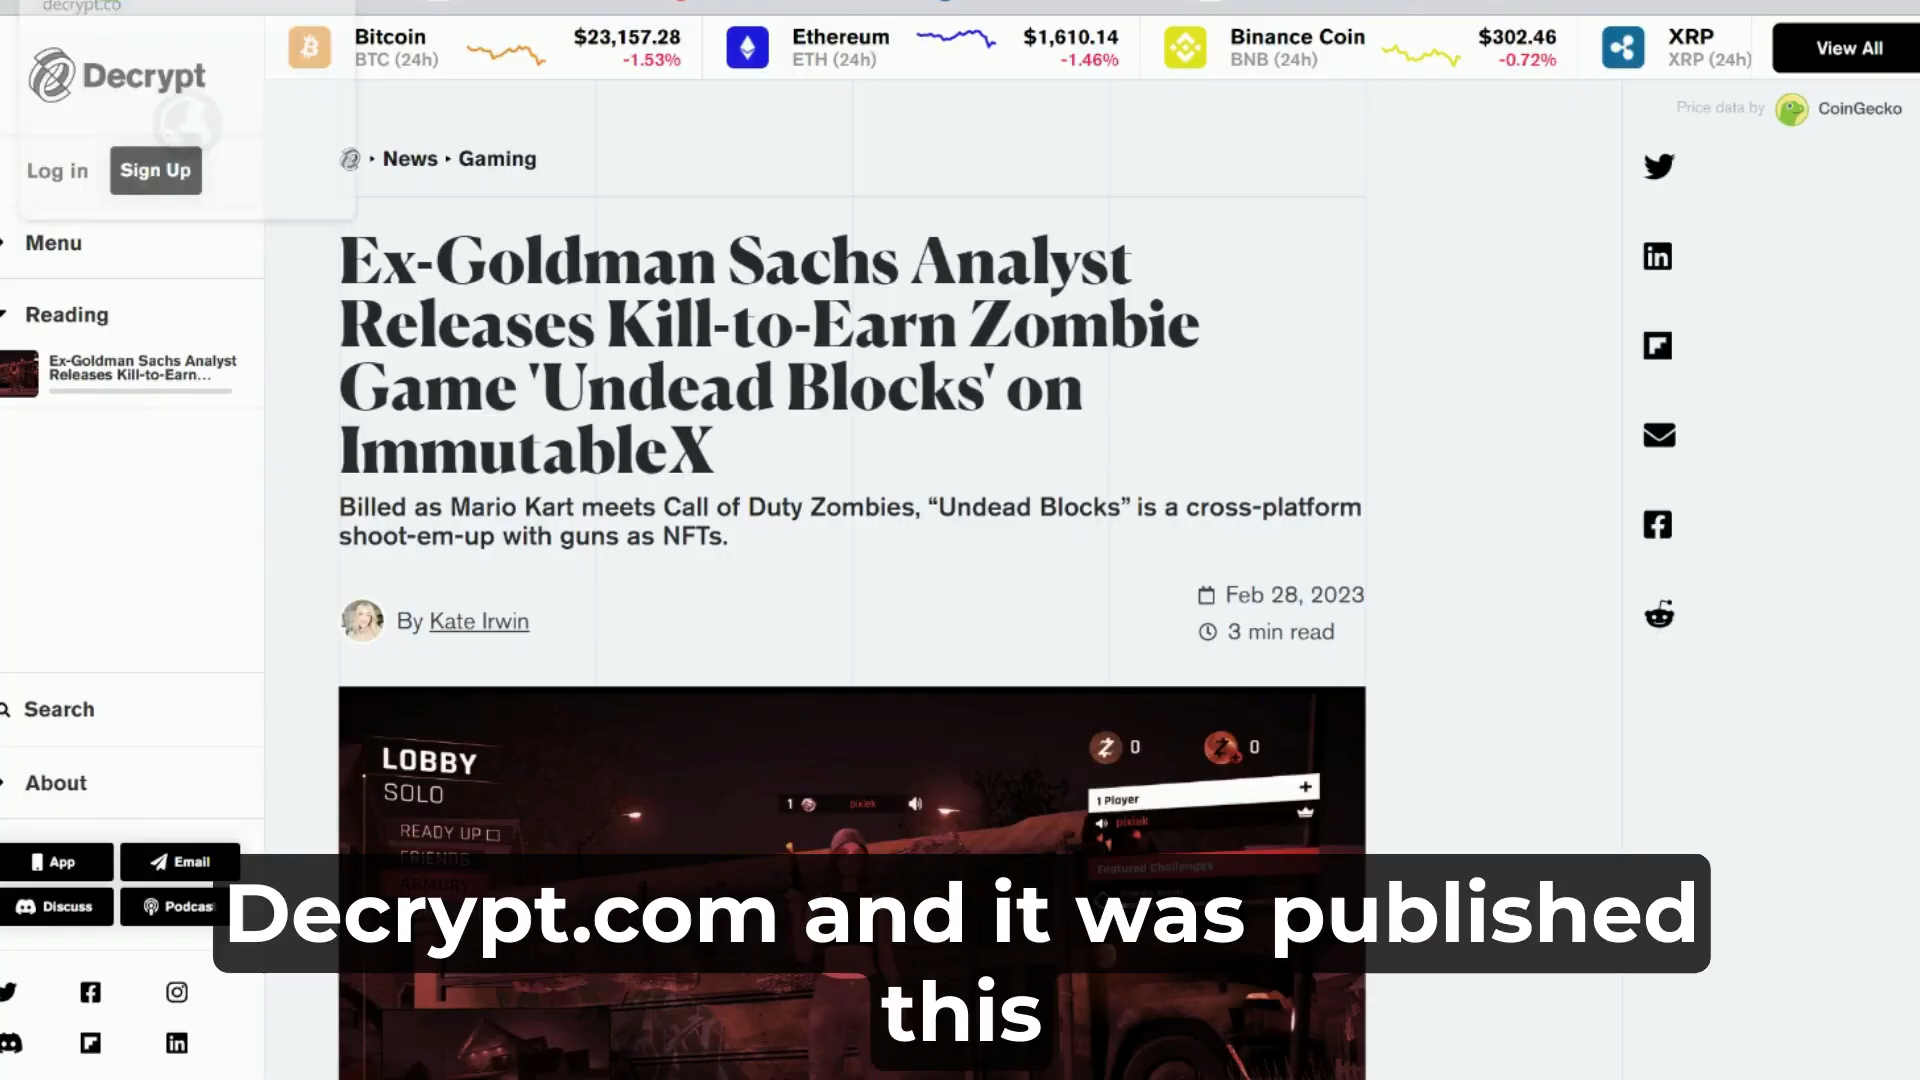 decrypt.co
Bitcoin
BTC (24h)
$23,157.28
-1.53%
Ethereum
ETH (24h)
$1,610.14
-1.46%
Binance Coin
BNB (24h)
$302.46
-0.72%
XRP
XRP (24h)
View All
Decrypt
Price data by CoinGecko
Log in
Sign Up
News
Gaming
Menu
Reading
Ex-Goldman Sachs Analyst
Releases Kill-to-Earn...
Ex-Goldman Sachs Analyst
Releases Kill-to-Earn Zombie
Game 'Undead Blocks' on
ImmutableX
Billed as Mario Kart meets Call of Duty Zombies, “Undead Blocks” is a cross-platform
shoot-em-up with guns as NFTs.
By Kate Irwin
Feb 28, 2023
3 min read
Search
About
App
Email
Discuss
Podcas
LOBBY
SOLO
READY UP
FRIENDS
ARMORY
1 pixlek
0
0
1 Player
pixlek
Featured Challenges
Decrypt.com and it was published
this